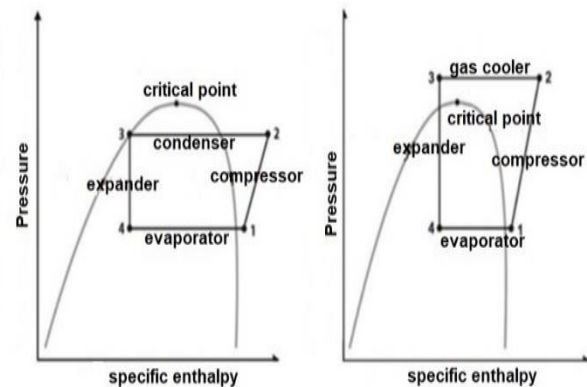 critical point
3
condenser
2
expander
compressor
4
evaporator
1
Pressure
specific enthalpy
3
gas cooler
2
critical point
expander
compressor
4
evaporator
1
Pressure
specific enthalpy